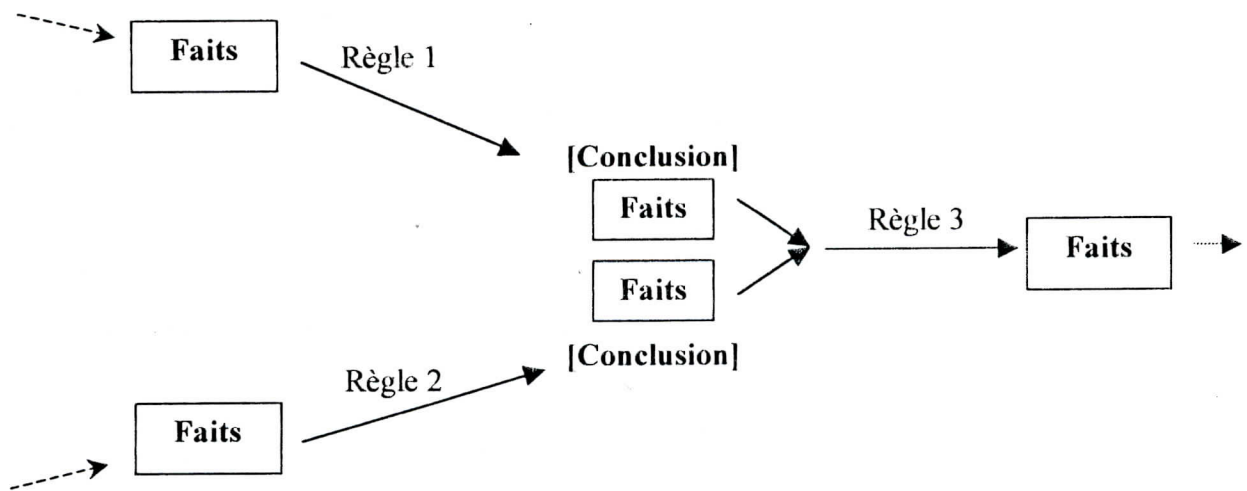 Faits
Règle 1
[Conclusion]
Faits
Règle 3
Faits
Faits
[Conclusion]
Règle 2
Faits